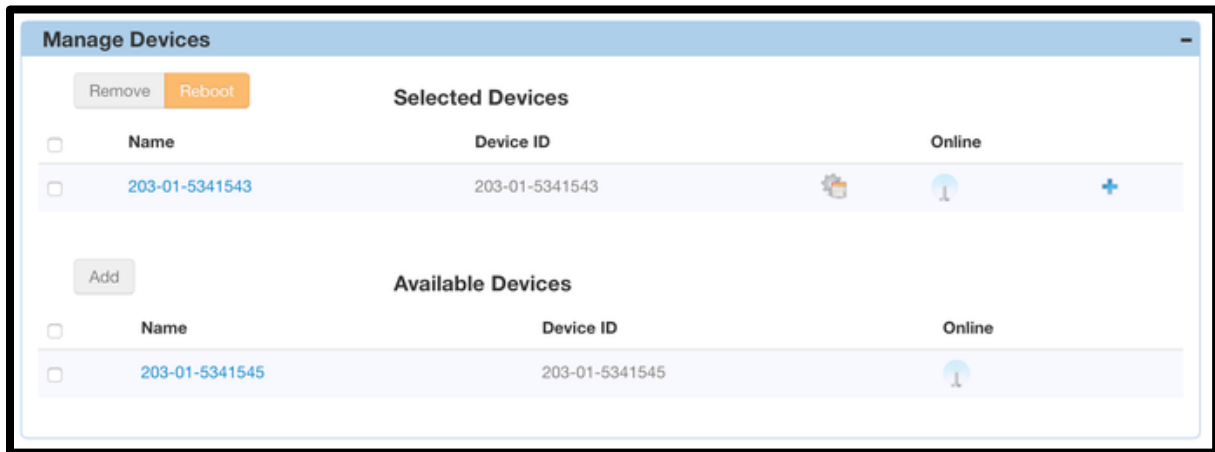 Manage Devices
Remove Reboot Selected Devices
Name Device ID Online
203-01-5341543 203-01-5341543
Add Available Devices
Name Device ID Online
203-01-5341545 203-01-5341545